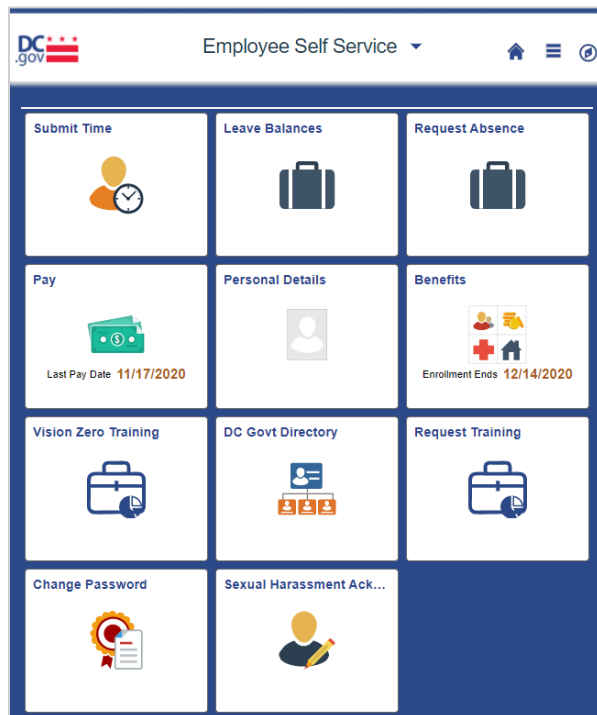 DC
.gov
Employee Self Service
Submit Time
Leave Balances
Request Absence
Pay
Last Pay Date 11/17/2020
Personal Details
Benefits
Enrollment Ends 12/14/2020
Vision Zero Training
DC Govt Directory
Request Training
Change Password
Sexual Harassment Ack...